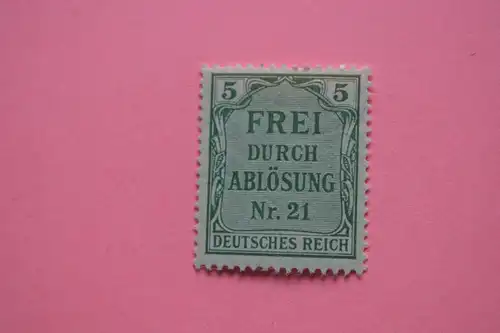 5 5
FREI
DURCH
ABLÖSUNG
Nr. 21
DEUTSCHES REICH